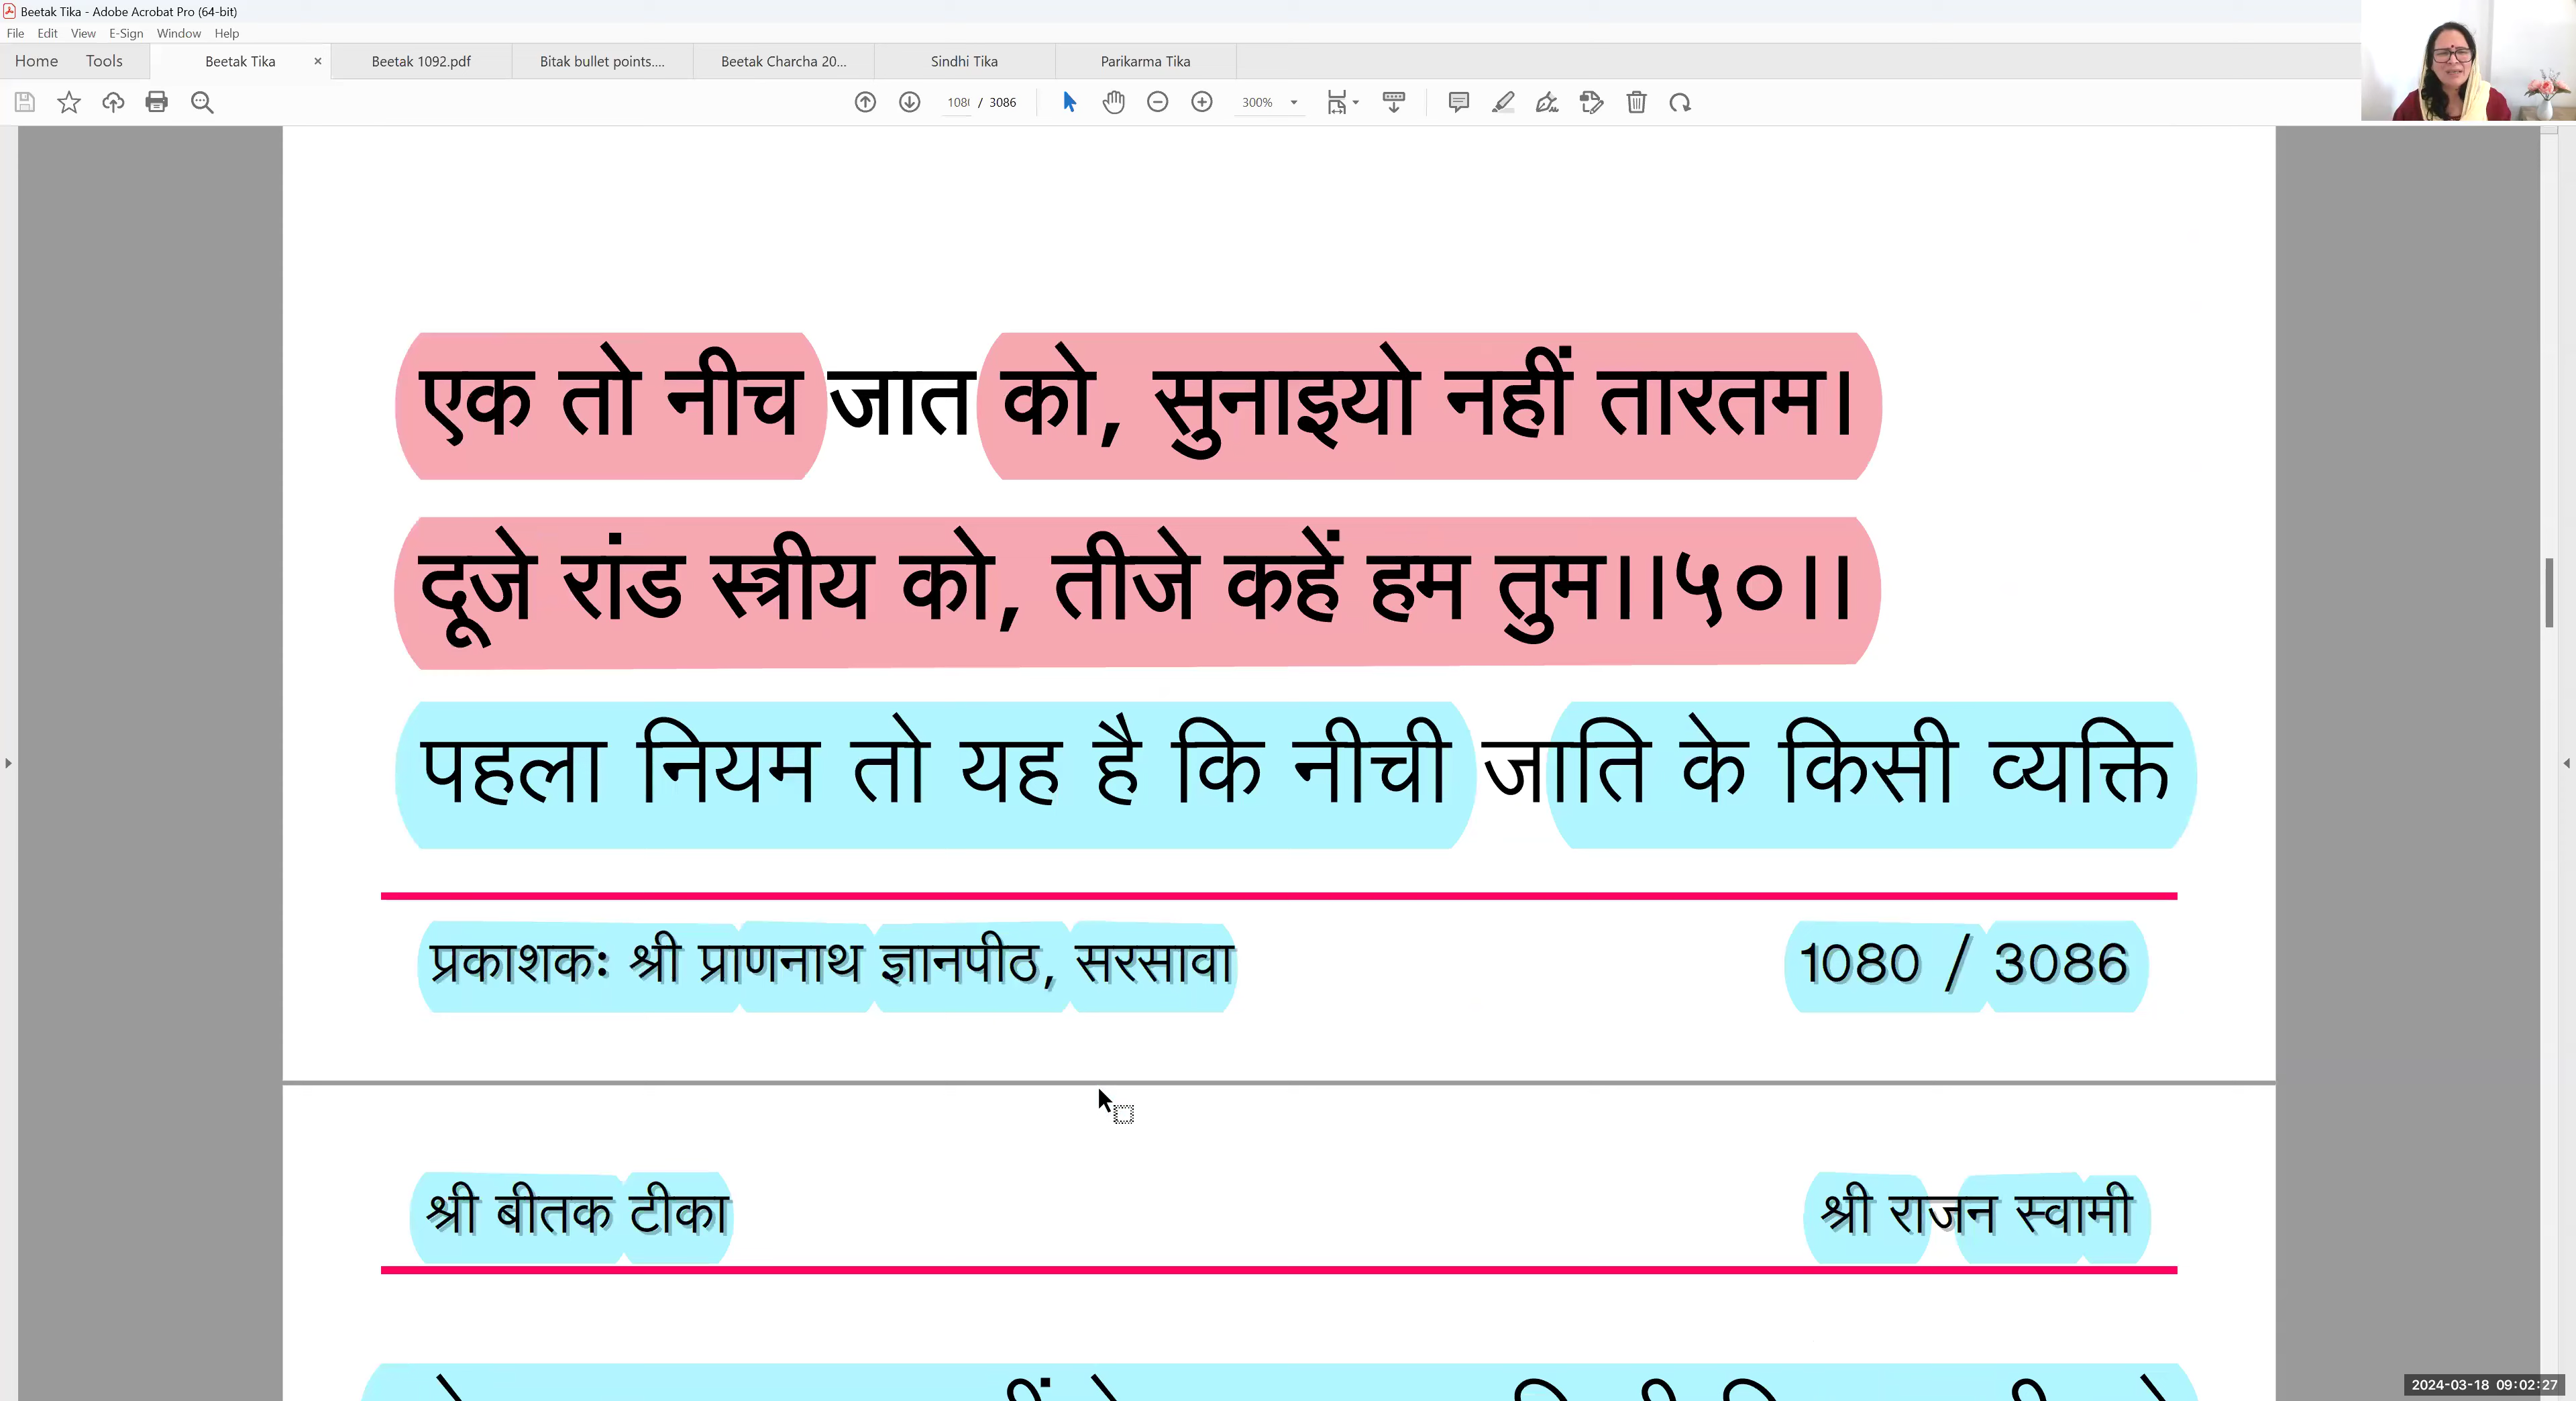 Beetak Tika - Adobe Acrobat Pro (64-bit)
File Edit View E-Sign Window Help
Home Tools Beetak Tika × Beetak 1092.pdf Bitak bullet points.... Beetak Charcha 20... Sindhi Tika Parikarma Tika
/ 3086 300%
एक तो नीच जात को, सुनाइयो नहीं तारतम।
दूजे रांड स्त्रीय को, तीजे कहें हम तुम।।५०।।
पहला नियम तो यह है कि नीची जाति के किसी व्यक्ति
प्रकाशकः श्री प्राणनाथ ज्ञानपीठ, सरसावा 1080 / 3086
श्री बीतक टीका श्री राजन स्वामी
2024-03-18 09:02:27